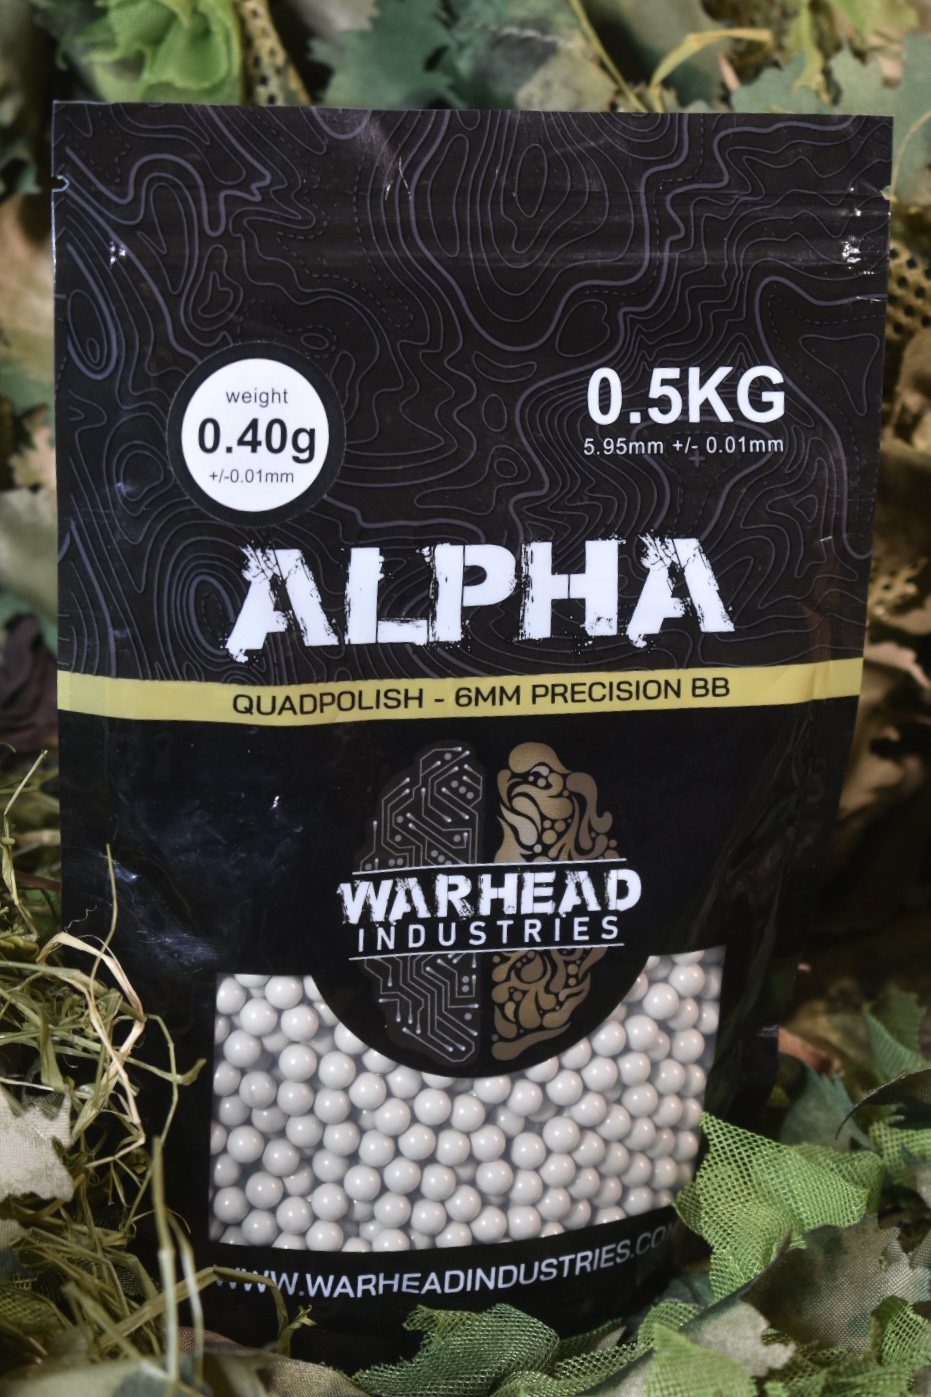 weight
0.40g
+/-0.01mm
0.5KG
5.95mm +/- 0.01mm
ALPHA
QUADPOLISH - 6MM PRECISION BB
WARHEAD
INDUSTRIES
WWW.WARHEADINDUSTRIES.CO